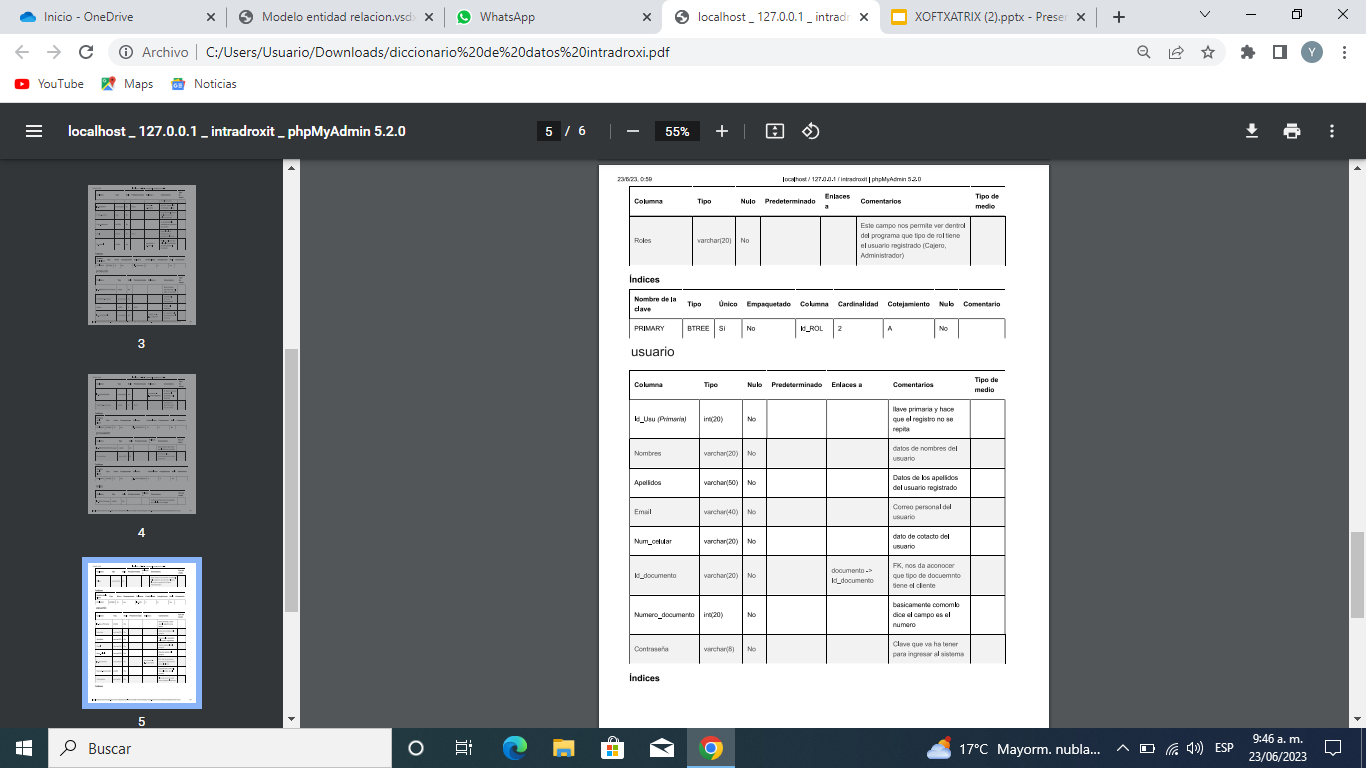 Inicio - OneDrive
Modelo entidad relacion.vsdx
WhatsApp
localhost _ 127.0.0.1 _ intradr
XOFTXATRIX (2).pptx - Presen
Archivo
C:/Users/Usuario/Downloads/diccionario%20de%20datos%20intradroxi.pdf
Y
YouTube
Maps
Noticias
localhost _ 127.0.0.1 _ intradroxit _ phpMyAdmin 5.2.0
5 / 6
55%
3
4
5
23/6/23, 0:59
localhost / 127.0.0.1 / intradroxit | phpMyAdmin 5.2.0
Columna Tipo Nulo Predeterminado Enlaces a Comentarios Tipo de medio
Roles varchar(20) No
Este campo nos permite ver dentrol
del programa que tipo de rol tiene
el usuario registrado (Cajero,
Administrador)
Índices
Nombre de la clave Tipo Único Empaquetado Columna Cardinalidad Cotejamiento Nulo Comentario
PRIMARY BTREE Sí No Id_ROL 2 A No
usuario
Columna Tipo Nulo Predeterminado Enlaces a Comentarios Tipo de medio
Id_Usu (Primaria) int(20) No
llave primaria y hace
que el registro no se
repita
Nombres varchar(20) No
datos de nombres del
usuario
Apellidos varchar(50) No
Datos de los apellidos
del usuario registrado
Email varchar(40) No
Correo personal del
usuario
Num_celular varchar(20) No
dato de cotacto del
usuario
Id_documento varchar(20) No
documento ->
Id_documento
FK, nos da aconocer
que tipo de docuemnto
tiene el cliente
Numero_documento int(20) No
basicamente comomlo
dice el campo es el
numero
Contraseña varchar(8) No
Clave que va ha tener
para ingresar al sistema
Índices
Buscar
17°C Mayorm. nubla...
ESP
9:46 a. m.
23/06/2023